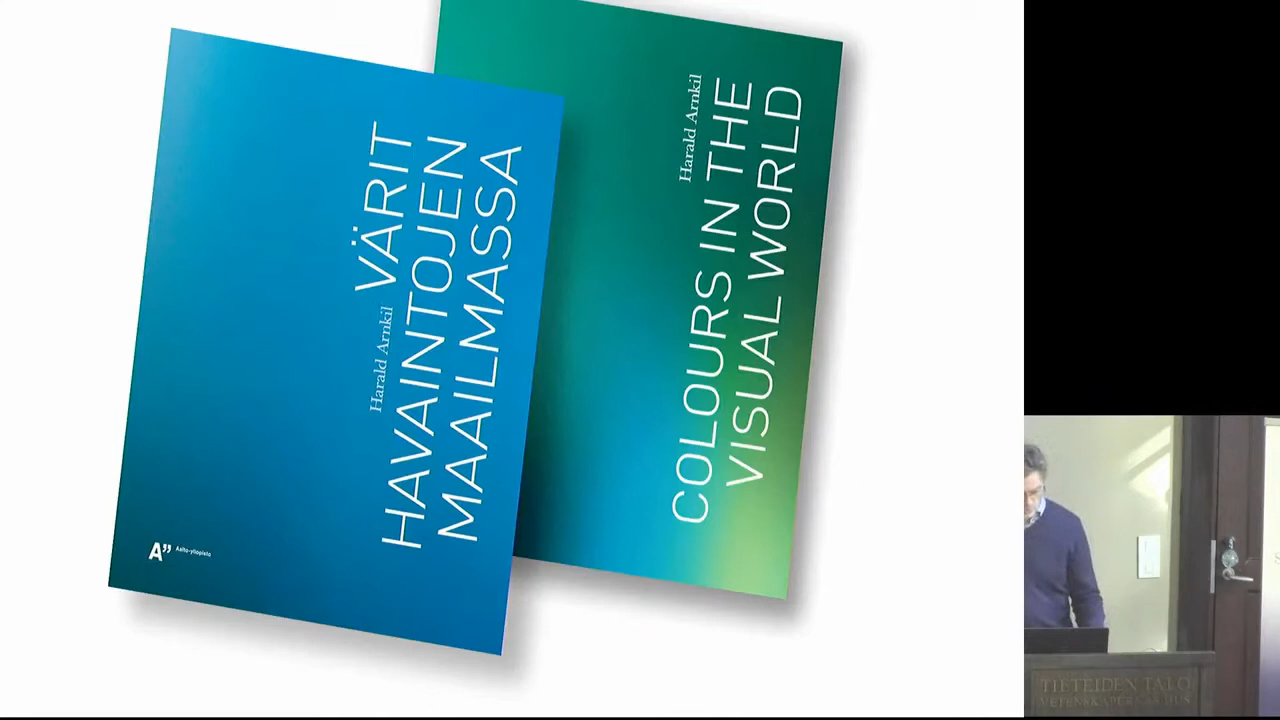 Harald Arnkil
VÄRIT
HAVAINTOJEN
MAAILMASSA
A”
Aalto-yliopisto
Harald Arnkil
COLOURS IN THE
VISUAL WORLD
TIETEIDEN TALO